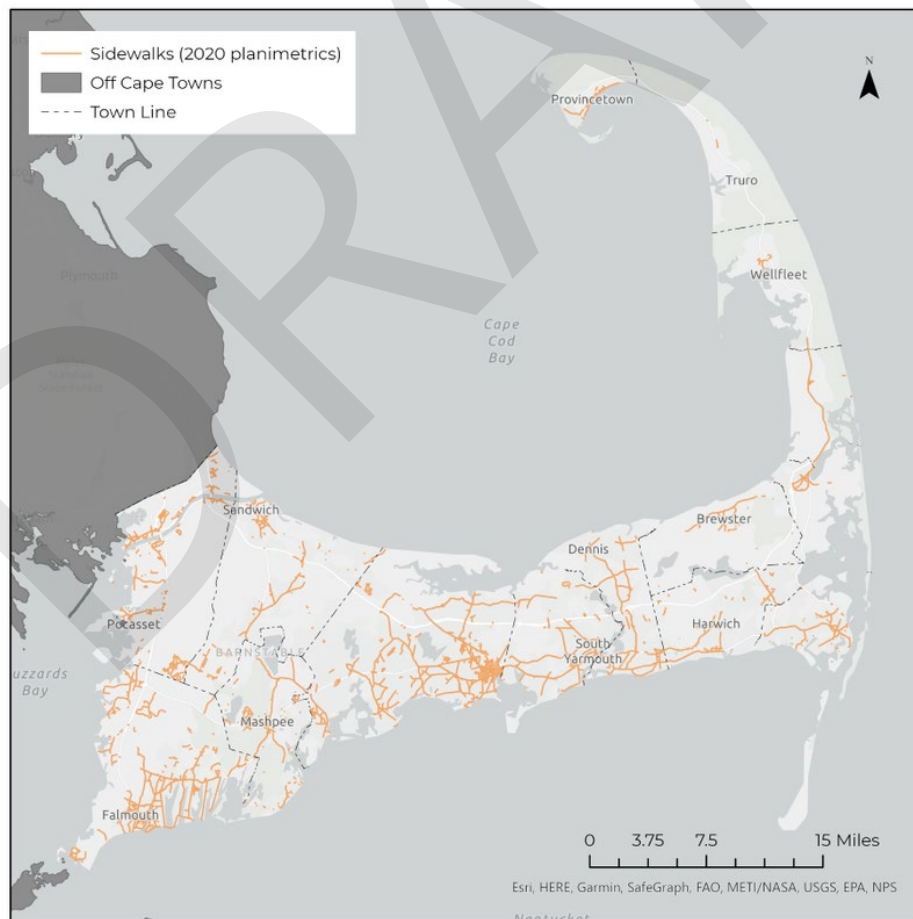 Sidewalks (2020 planimetrics)
Off Cape Towns
Town Line
N
DRAFT
Provincetown
Truro
Wellfleet
Plymouth
Cape
Cod
Bay
Sandwich
Brewster
Dennis
Pocasset
Harwich
BARNSTABLE
South
Yarmouth
uzzards
Bay
Mashpee
Falmouth
0 3.75 7.5 15 Miles
Esri, HERE, Garmin, SafeGraph, FAO, METI/NASA, USGS, EPA, NPS
Nantucket